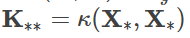 𝐊∗∗ = κ(𝐗∗, 𝐗∗)